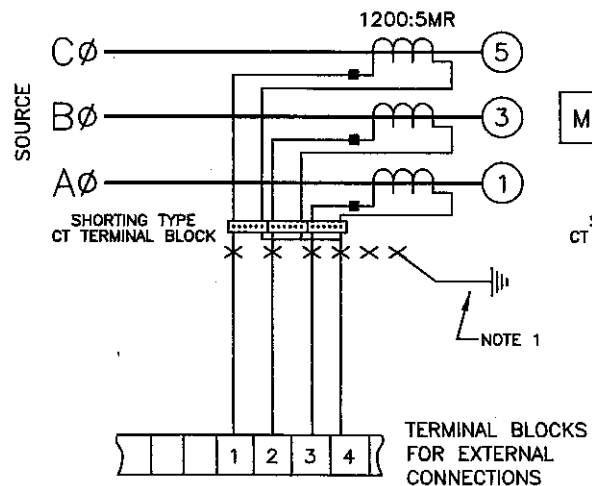 1200:5MR
CØ
5
SOURCE
BØ
3
M
AØ
1
SHORTING TYPE
CT TERMINAL BLOCK
CT
NOTE 1
1 2 3 4
TERMINAL BLOCKS
FOR EXTERNAL
CONNECTIONS